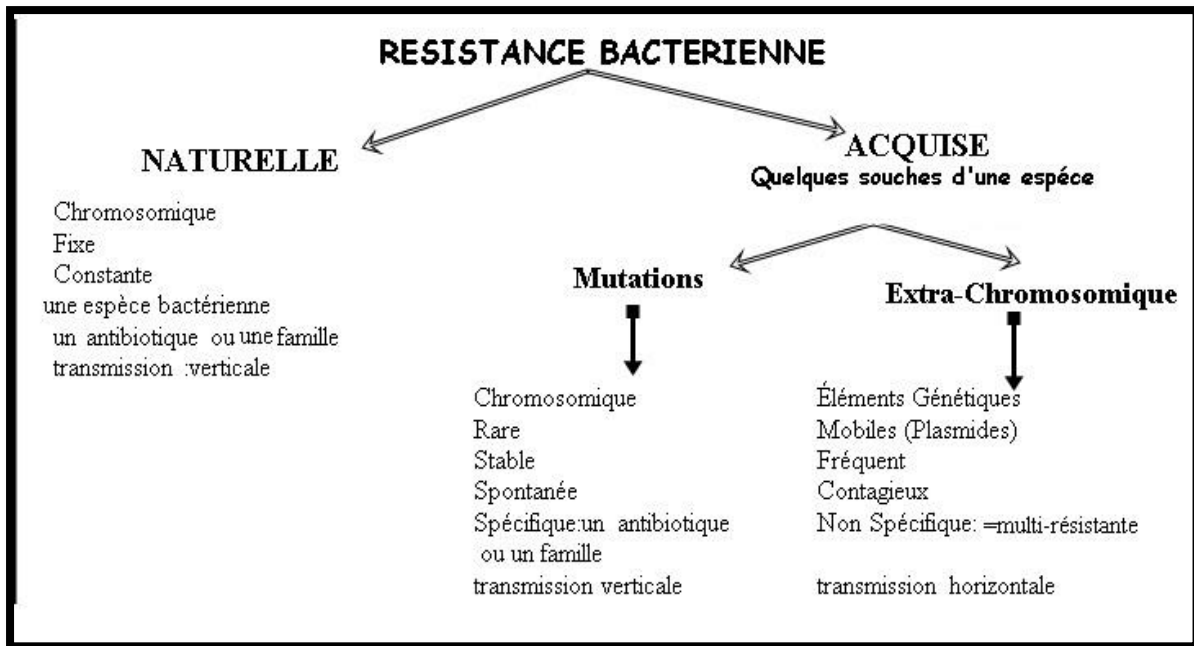 RESISTANCE BACTERIENNE
NATURELLE
Chromosomique
Fixe
Constante
une espèce bactérienne
un antibiotique ou une famille
transmission :verticale
ACQUISE
Quelques souches d'une espéce
Mutations
Chromosomique
Rare
Stable
Spontanée
Spécifique:un antibiotique
ou un famille
transmission verticale
Extra-Chromosomique
Éléments Génétiques
Mobiles (Plasmides)
Fréquent
Contagieux
Non Spécifique: =multi-résistante
transmission horizontale